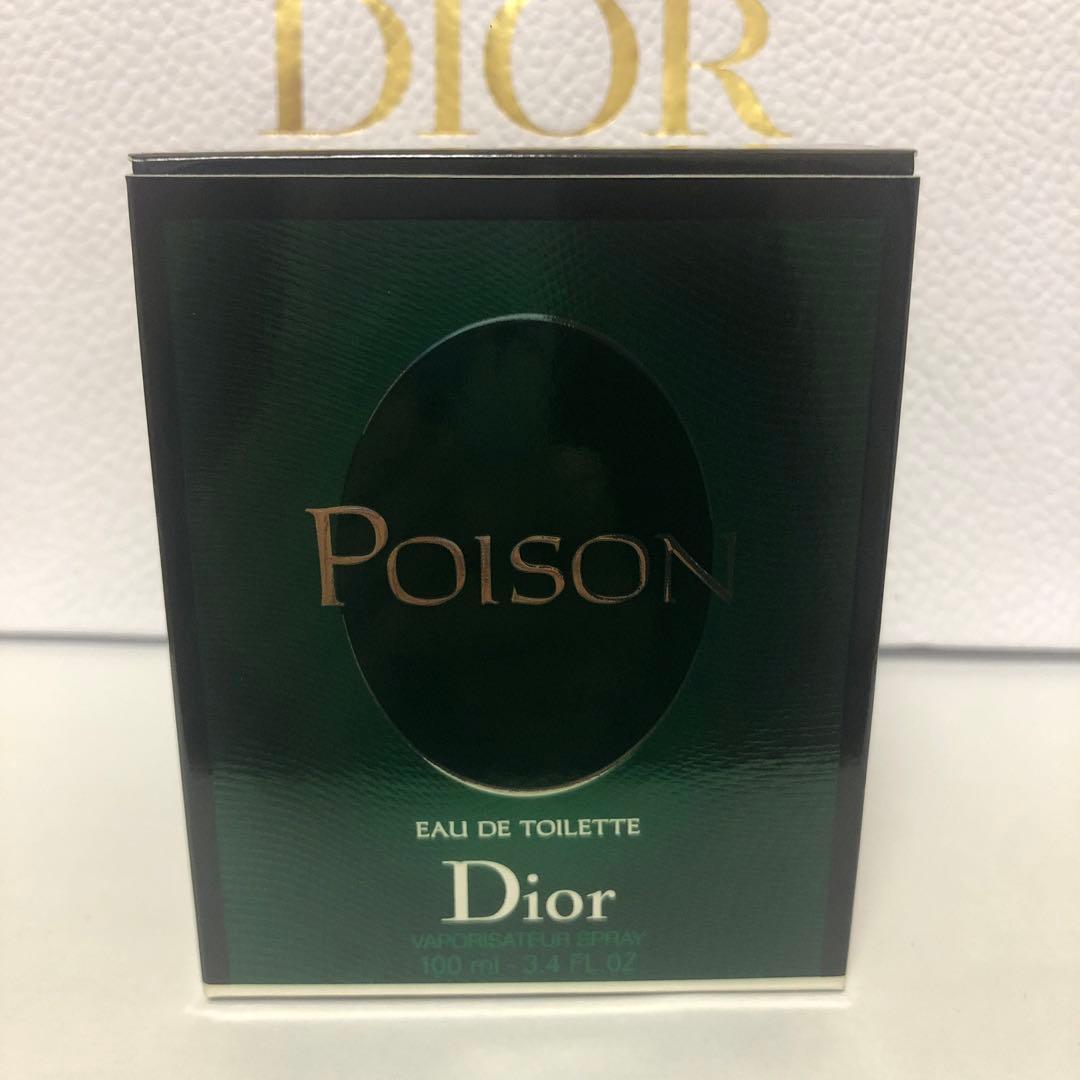 DIOR
POISON
EAU DE TOILETTE
Dior
VAPORISATEUR SPRAY
100 ml - 3.4 FL.OZ